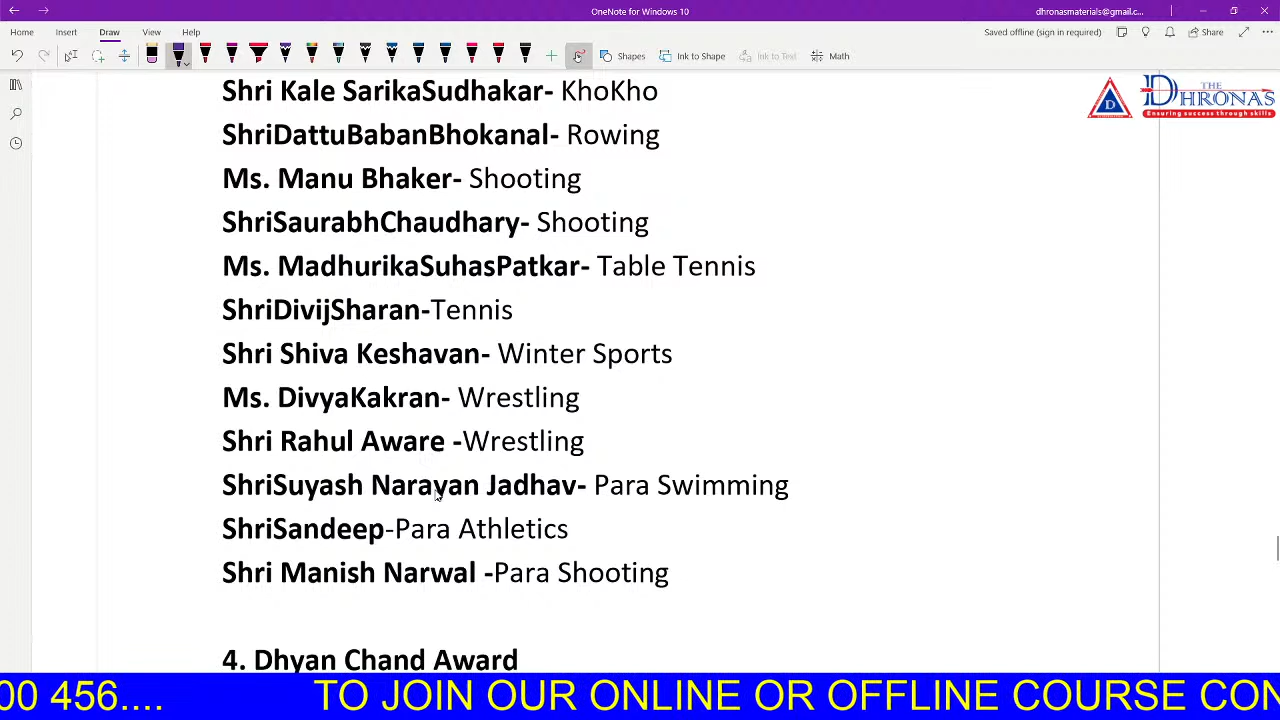 OneNote for Windows 10
dhronasmaterials@gmail.c...
Home Insert Draw View Help
Saved offline (sign in required)
Share
Shapes Ink to Shape Ink to Text Math
Shri Kale SarikaSudhakar- KhoKho
ShriDattuBabanBhokanal- Rowing
Ms. Manu Bhaker- Shooting
ShriSaurabhChaudhary- Shooting
Ms. MadhurikaSuhasPatkar- Table Tennis
ShriDivijSharan-Tennis
Shri Shiva Keshavan- Winter Sports
Ms. DivyaKakran- Wrestling
Shri Rahul Aware -Wrestling
ShriSuyash Narayan Jadhav- Para Swimming
ShriSandeep-Para Athletics
Shri Manish Narwal -Para Shooting
4. Dhyan Chand Award
D
THE
DHRONAS
Ensuring success through skills
00 456.... TO JOIN OUR ONLINE OR OFFLINE COURSE CON